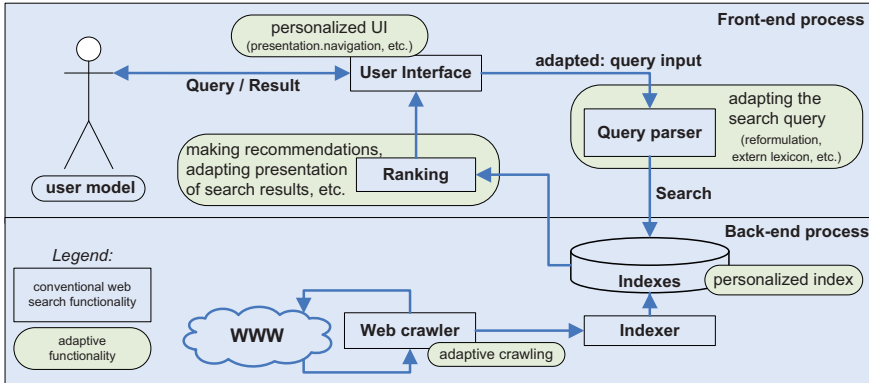 Front-end process
personalized UI
(presentation.navigation, etc.)
User Interface
Query / Result
adapted: query input
adapting the
search query
(reformulation,
extern lexicon, etc.)
Query parser
making recommendations,
adapting presentation
of search results, etc.
Ranking
user model
Search
Back-end process
Legend:
conventional web
search functionality
adaptive
functionality
Indexes
personalized index
WWW
Web crawler
adaptive crawling
Indexer